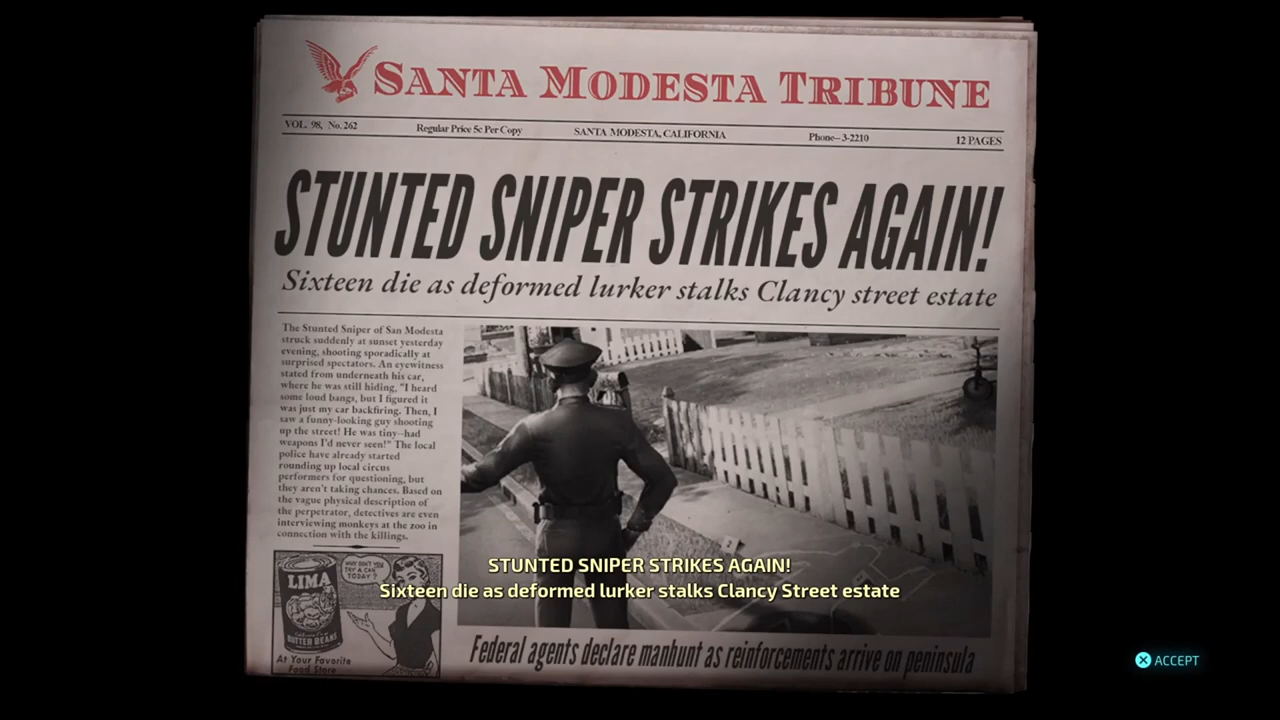 SANTA MODESTA TRIBUNE
VOL. 98, No. 262 Regular Price 5c Per Copy SANTA MODESTA, CALIFORNIA Phone-- 3-2210 12 PAGES
STUNTED SNIPER STRIKES AGAIN!
Sixteen die as deformed lurker stalks Clancy street estate
The Stunted Sniper of San Modesta
struck suddenly at sunset yesterday
evening, shooting sporadically at
surprised spectators. An eyewitness
stated from underneath his car,
where he was still hiding, "I heard
some loud bangs, but I figured it
was just my car backfiring. Then, I
saw a funny-looking guy shooting
up the street! He was tiny--had
weapons I'd never seen!" The local
police have already started
rounding up local circus
performers for questioning, but
they aren't taking chances. Based on
the vague physical description of
the perpetrator, detectives are even
interviewing monkeys at the zoo in
connection with the killings.
LIMA
BUTTER BEANS
WHY DON'T YOU
TRY A CAN
TODAY?
At Your Favorite
Food Store
STUNTED SNIPER STRIKES AGAIN!
Sixteen die as deformed lurker stalks Clancy Street estate
Federal agents declare manhunt as reinforcements arrive on peninsula
ACCEPT